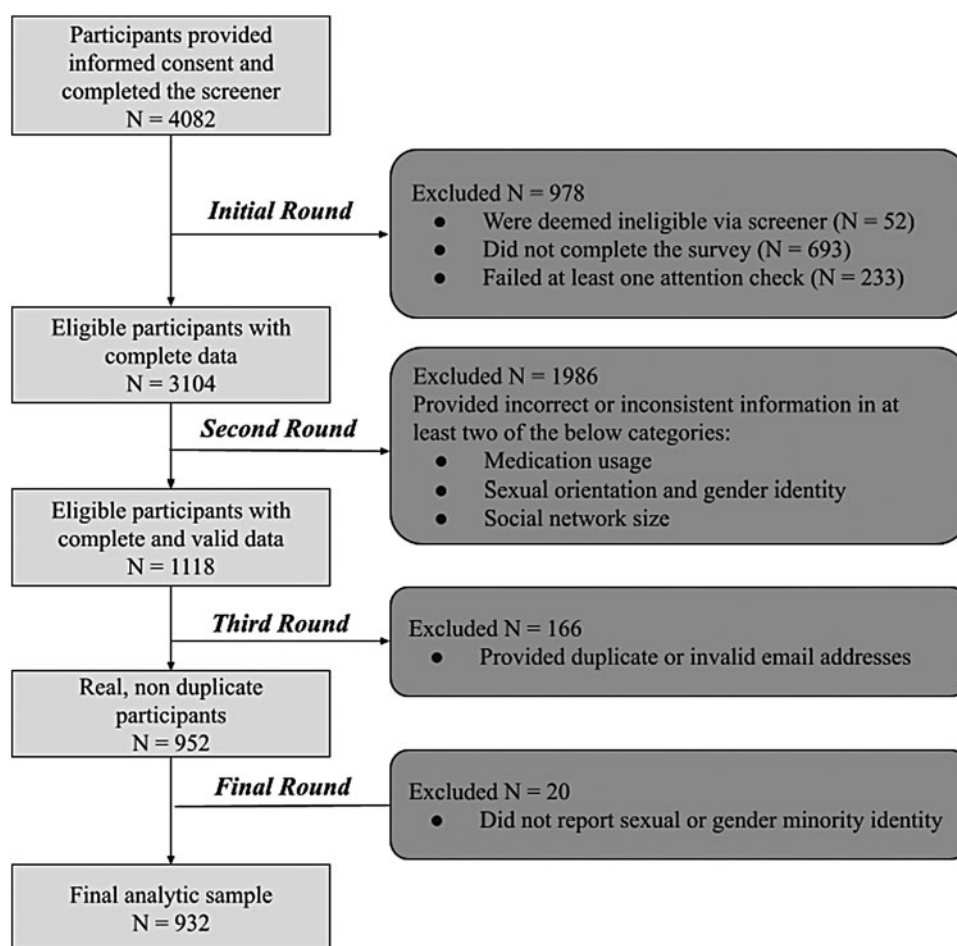 Participants provided
informed consent and
completed the screener
N = 4082
Initial Round
Excluded N = 978
● Were deemed ineligible via screener (N = 52)
● Did not complete the survey (N = 693)
● Failed at least one attention check (N = 233)
Eligible participants with
complete data
N = 3104
Second Round
Excluded N = 1986
Provided incorrect or inconsistent information in at
least two of the below categories:
● Medication usage
● Sexual orientation and gender identity
● Social network size
Eligible participants with
complete and valid data
N = 1118
Third Round
Excluded N = 166
● Provided duplicate or invalid email addresses
Real, non duplicate
participants
N = 952
Final Round
Excluded N = 20
● Did not report sexual or gender minority identity
Final analytic sample
N = 932